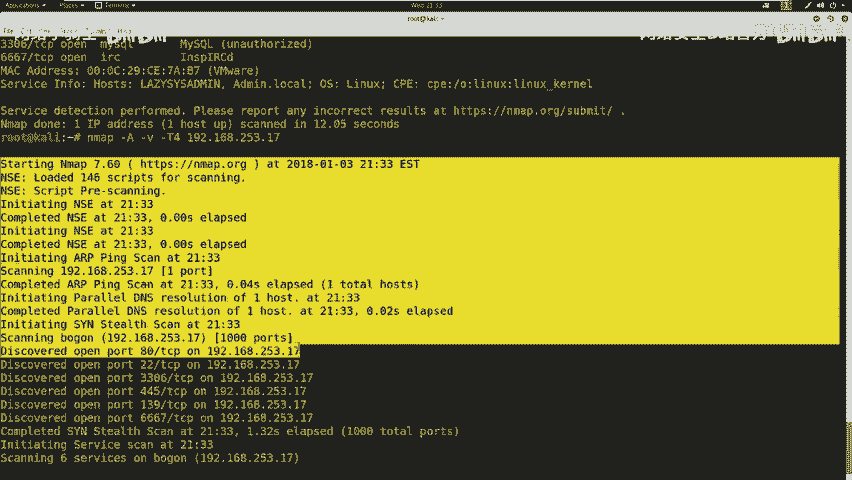 Applications Places Terminal Wed 21:33
root@kali: ~
3306/tcp open mysql MySQL (unauthorized)
6667/tcp open irc InspIRCd
MAC Address: 00:0C:29:CE:7A:B7 (VMware)
Service Info: Hosts: LAZYSYSADMIN, Admin.local; OS: Linux; CPE: cpe:/o:linux:linux_kernel
Service detection performed. Please report any incorrect results at https://nmap.org/submit/ .
Nmap done: 1 IP address (1 host up) scanned in 12.05 seconds
root@kali:~# nmap -A -v -T4 192.168.253.17
Starting Nmap 7.60 ( https://nmap.org ) at 2018-01-03 21:33 EST
NSE: Loaded 146 scripts for scanning.
NSE: Script Pre-scanning.
Initiating NSE at 21:33
Completed NSE at 21:33, 0.00s elapsed
Initiating NSE at 21:33
Completed NSE at 21:33, 0.00s elapsed
Initiating ARP Ping Scan at 21:33
Scanning 192.168.253.17 [1 port]
Completed ARP Ping Scan at 21:33, 0.04s elapsed (1 total hosts)
Initiating Parallel DNS resolution of 1 host. at 21:33
Completed Parallel DNS resolution of 1 host. at 21:33, 0.02s elapsed
Initiating SYN Stealth Scan at 21:33
Scanning bogon (192.168.253.17) [1000 ports]
Discovered open port 80/tcp on 192.168.253.17
Discovered open port 22/tcp on 192.168.253.17
Discovered open port 3306/tcp on 192.168.253.17
Discovered open port 445/tcp on 192.168.253.17
Discovered open port 139/tcp on 192.168.253.17
Discovered open port 6667/tcp on 192.168.253.17
Completed SYN Stealth Scan at 21:33, 1.32s elapsed (1000 total ports)
Initiating Service scan at 21:33
Scanning 6 services on bogon (192.168.253.17)